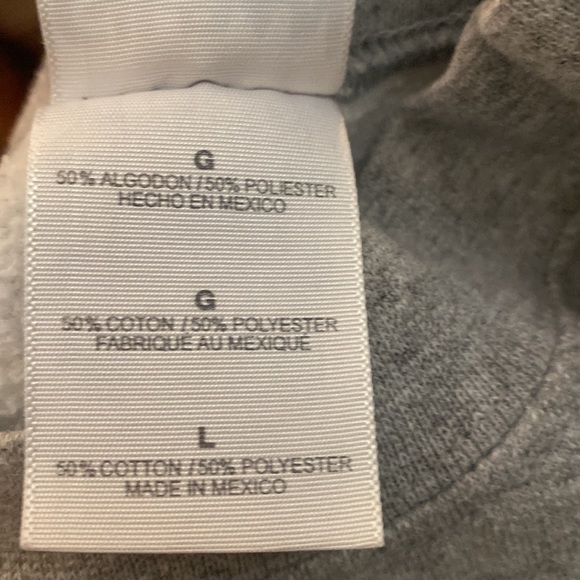 G
50% ALGODON / 50% POLIESTER
HECHO EN MEXICO
G
50% COTON / 50% POLYESTER
FABRIQUÉ AU MEXIQUE
L
50% COTTON / 50% POLYESTER
MADE IN MEXICO